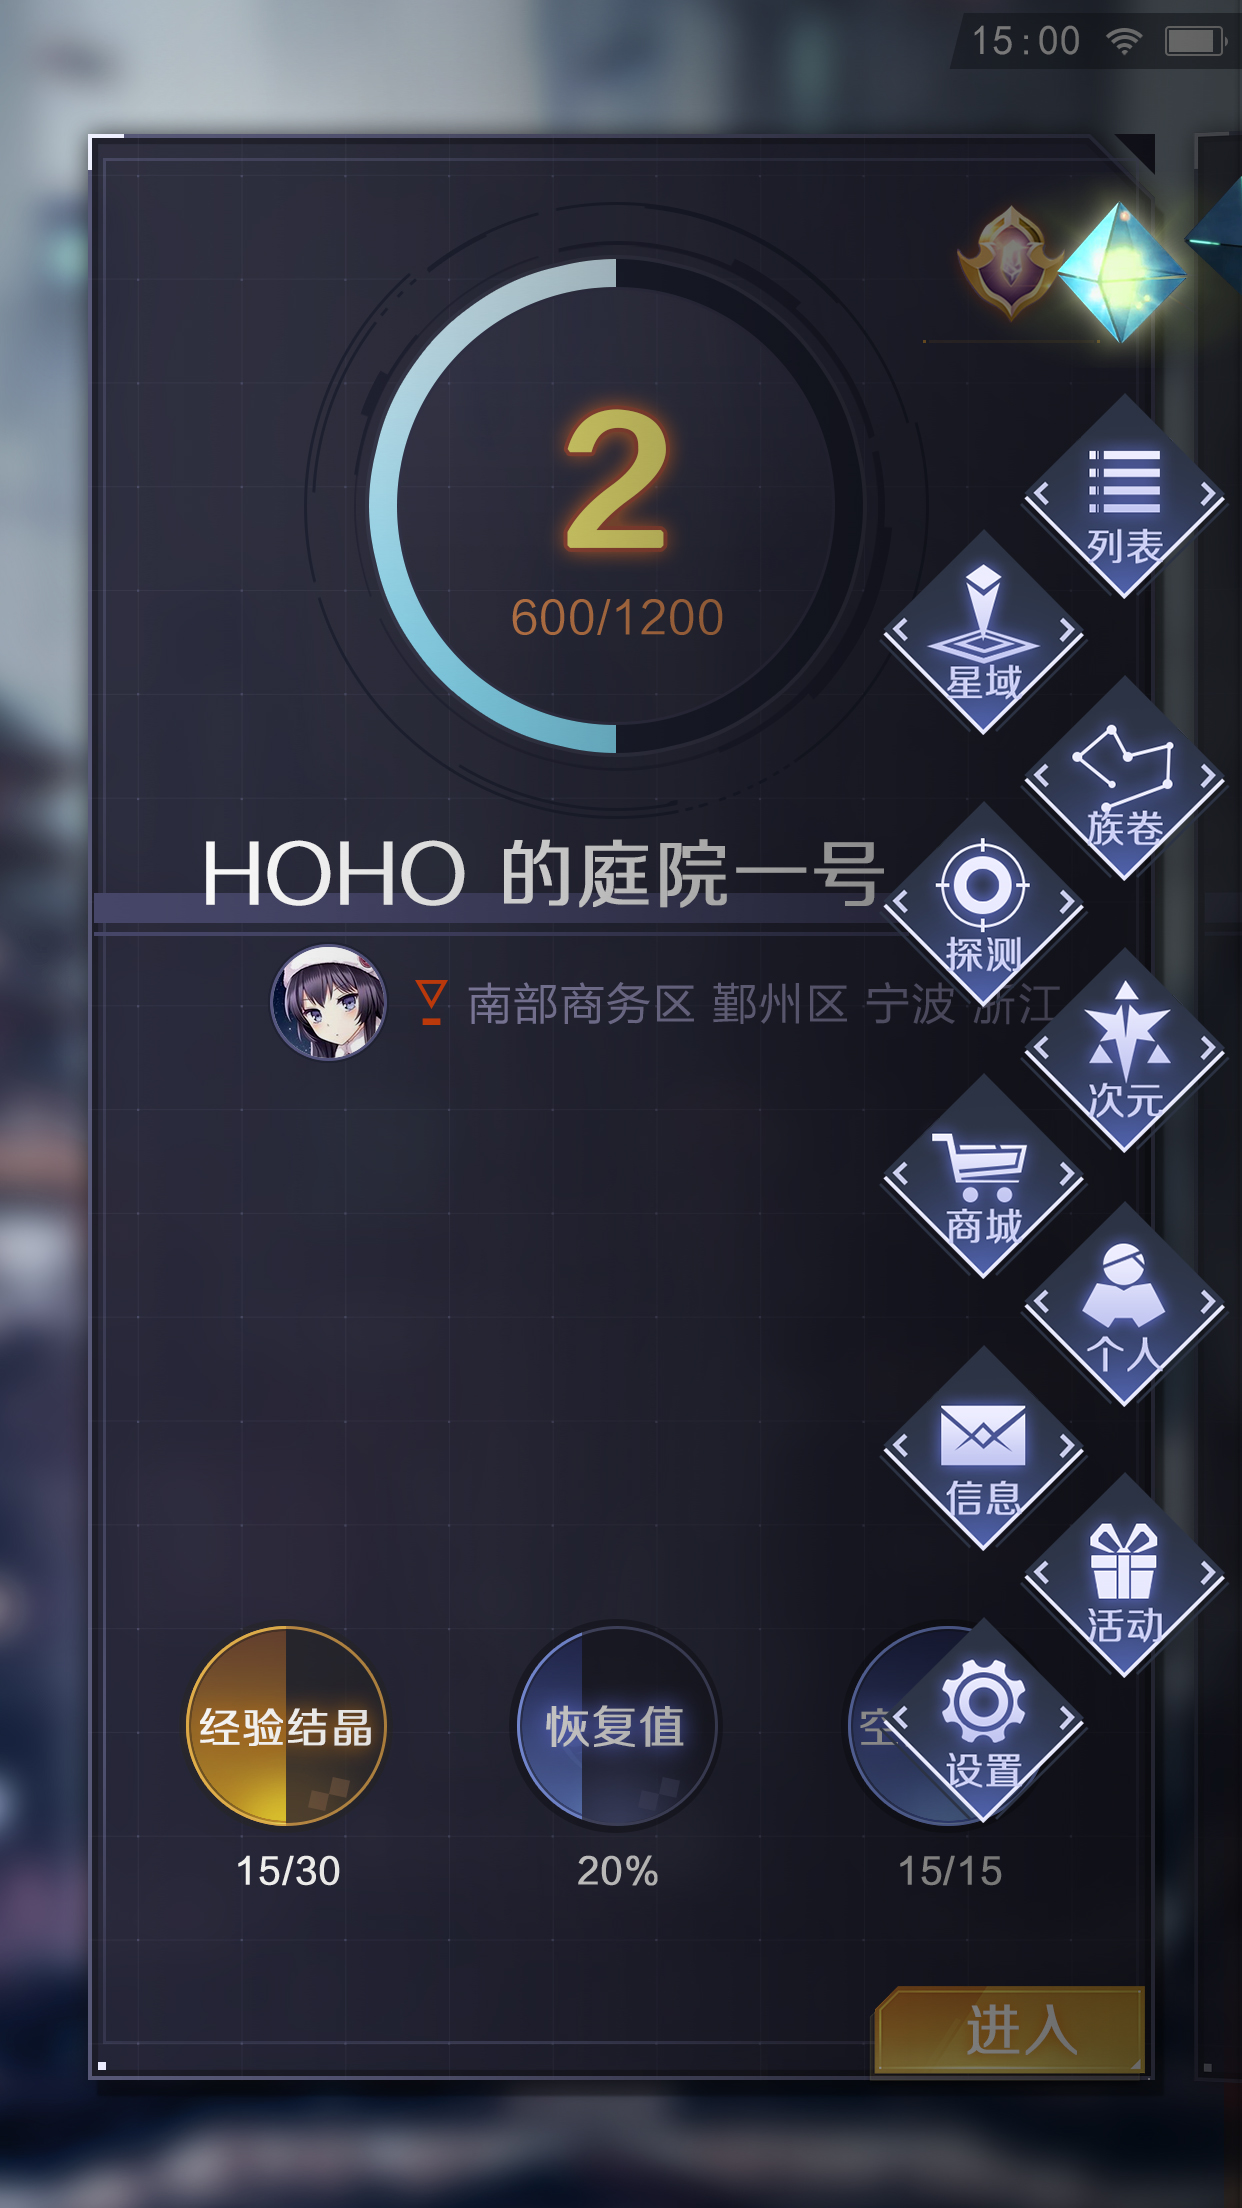 15:00
2
600/1200
列表
星域
族卷
HOHO 的庭院一号
探测
南部商务区 鄞州区 宁波 浙江
次元
商城
个人
信息
活动
经验结晶
恢复值
空
设置
15/30
20%
15/15
进入